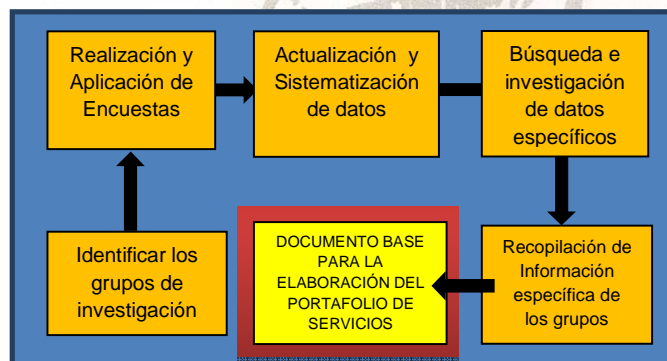 Realización y
Aplicación de
Encuestas
Actualización y
Sistematización
de datos
Búsqueda e
investigación
de datos
específicos
Identificar los
grupos de
investigación
DOCUMENTO BASE
PARA LA
ELABORACIÓN DEL
PORTAFOLIO DE
SERVICIOS
Recopilación de
Información
específica de
los grupos